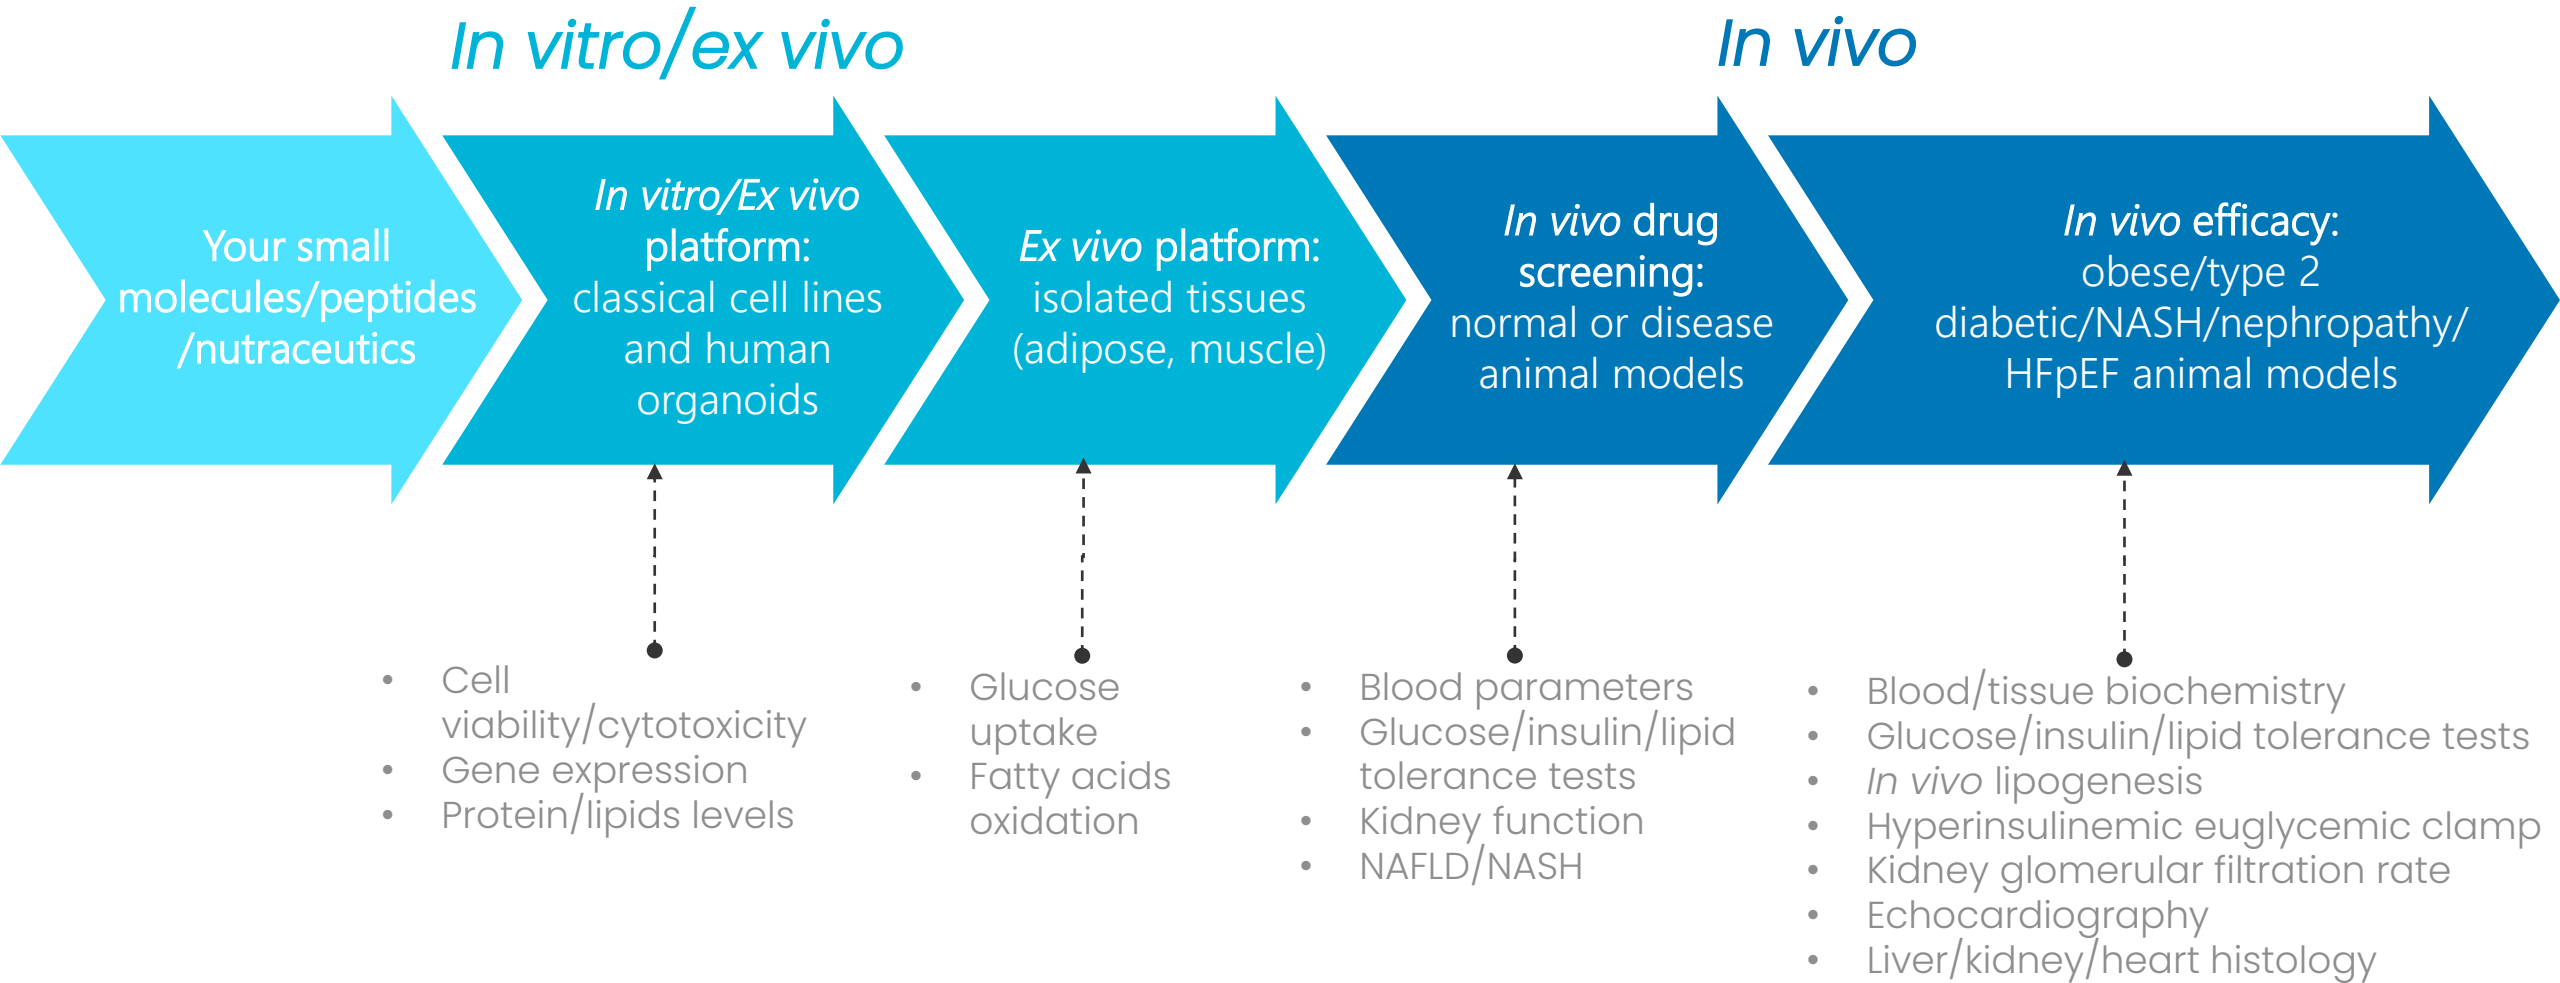 In vitro/ex vivo
In vivo
Your small
molecules/peptides
/nutraceutics
In vitro/Ex vivo
platform:
classical cell lines
and human
organoids
Ex vivo platform:
isolated tissues
(adipose, muscle)
In vivo drug
screening:
normal or disease
animal models
In vivo efficacy:
obese/type 2
diabetic/NASH/nephropathy/
HFpEF animal models
• Cell
viability/cytotoxicity
• Gene expression
• Protein/lipids levels
• Glucose
uptake
• Fatty acids
oxidation
• Blood parameters
• Glucose/insulin/lipid
tolerance tests
• Kidney function
• NAFLD/NASH
• Blood/tissue biochemistry
• Glucose/insulin/lipid tolerance tests
• In vivo lipogenesis
• Hyperinsulinemic euglycemic clamp
• Kidney glomerular filtration rate
• Echocardiography
• Liver/kidney/heart histology